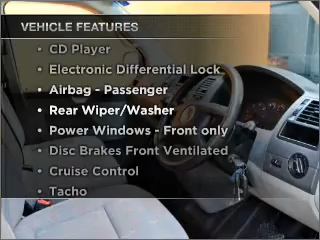 VEHICLE FEATURES
• CD Player
• Electronic Differential Lock
• Airbag - Passenger
• Rear Wiper/Washer
• Power Windows - Front only
• Disc Brakes Front Ventilated
• Cruise Control
• Tacho